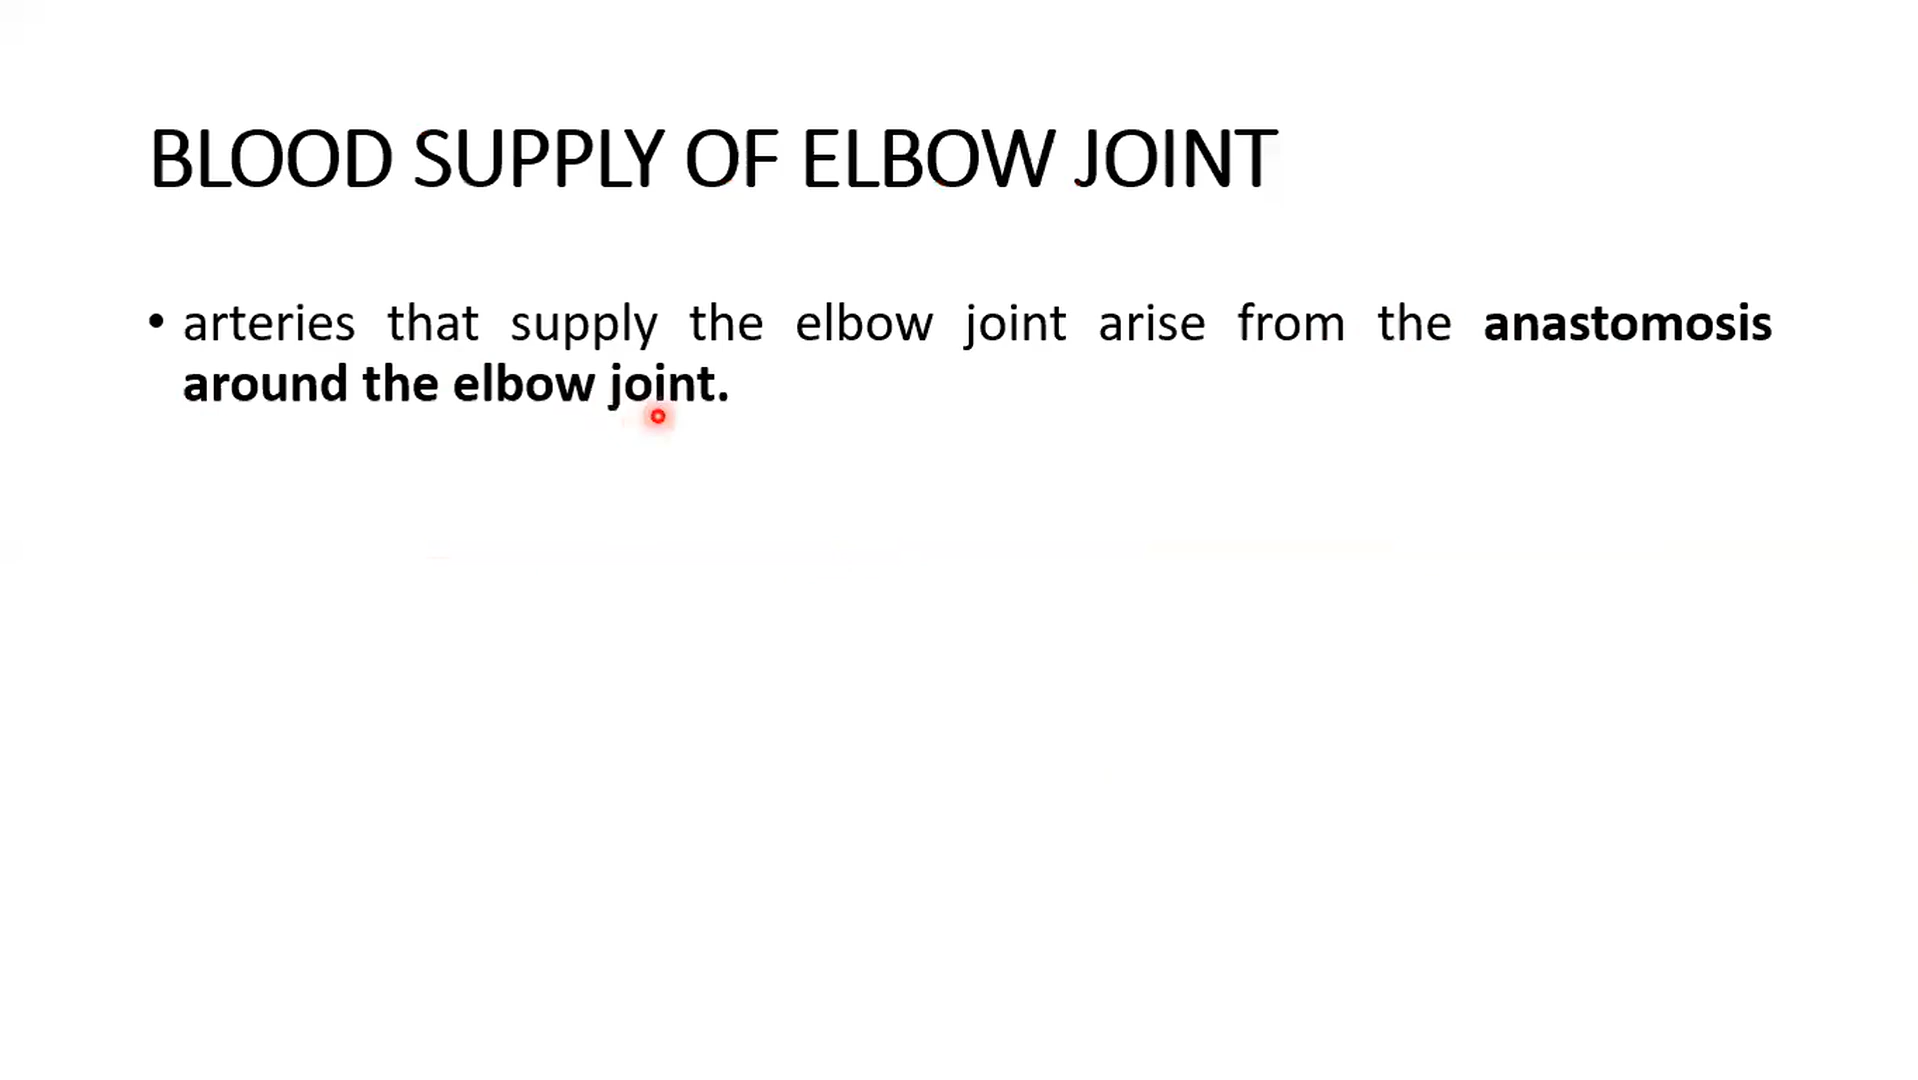 BLOOD SUPPLY OF ELBOW JOINT
• arteries that supply the elbow joint arise from the anastomosis
around the elbow joint.